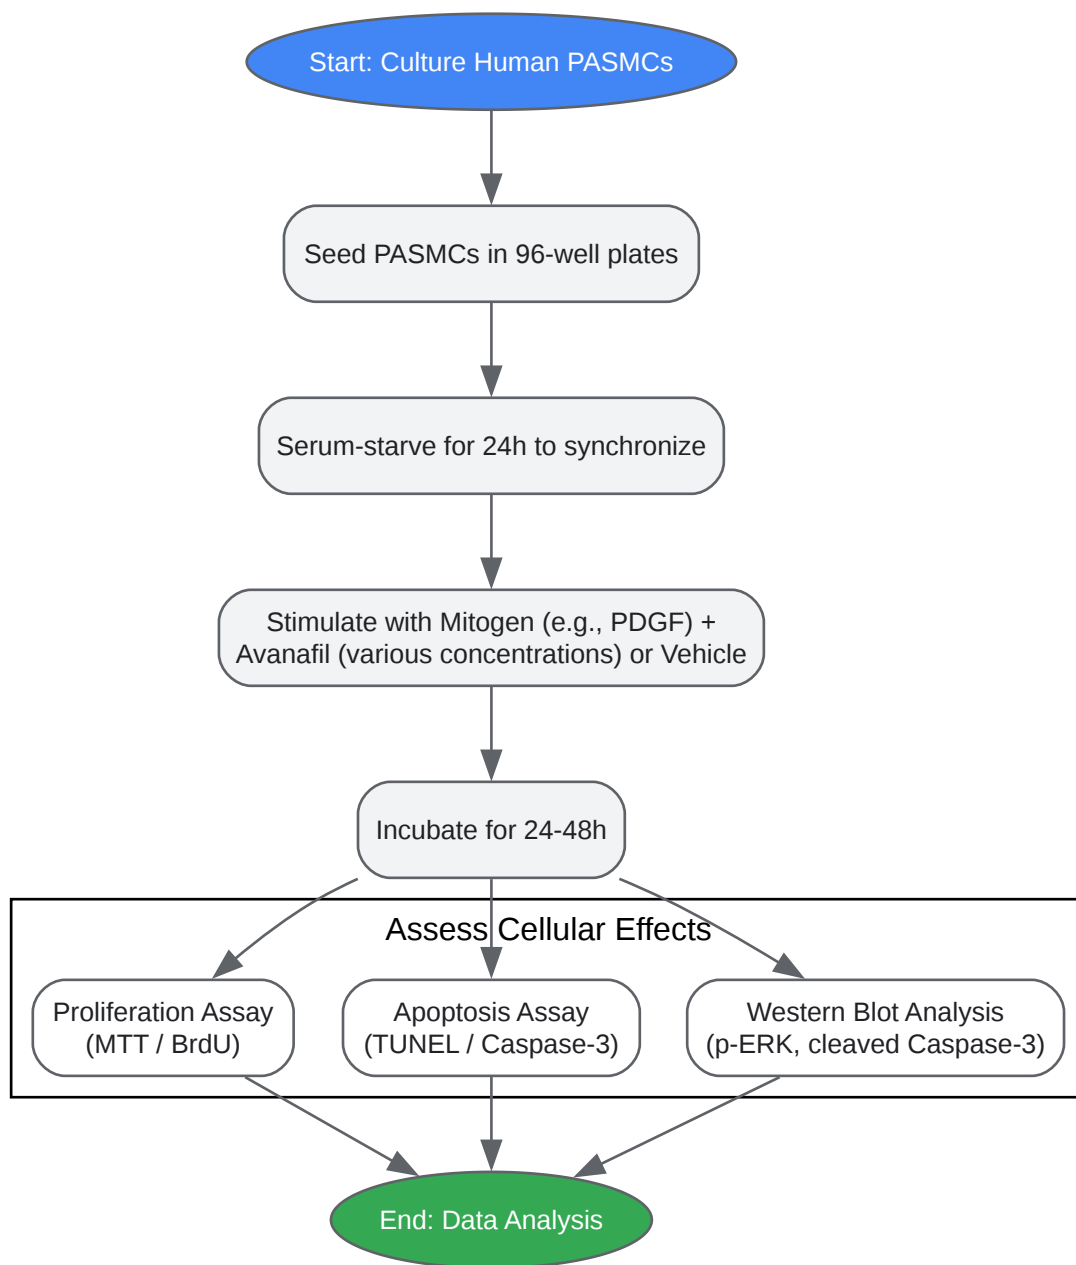 Start: Culture Human PASMCs
Seed PASMCs in 96-well plates
Serum-starve for 24h to synchronize
Stimulate with Mitogen (e.g., PDGF) +
Avanafil (various concentrations) or Vehicle
Incubate for 24-48h
Assess Cellular Effects
Proliferation Assay
(MTT / BrdU)
Apoptosis Assay
(TUNEL / Caspase-3)
Western Blot Analysis
(p-ERK, cleaved Caspase-3)
End: Data Analysis